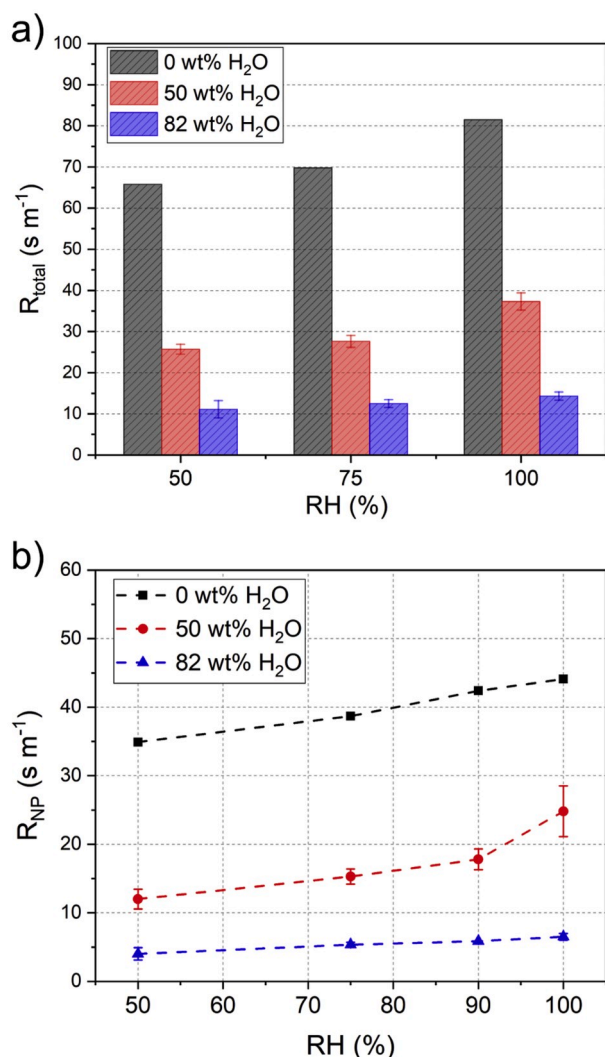 a)
100
90
80
70
60
50
40
30
20
10
0
R_total (s m⁻¹)
0 wt% H₂O
50 wt% H₂O
82 wt% H₂O
50 75 100
RH (%)
b)
60
50
40
30
20
10
0
R_NP (s m⁻¹)
0 wt% H₂O
50 wt% H₂O
82 wt% H₂O
50 60 70 80 90 100
RH (%)